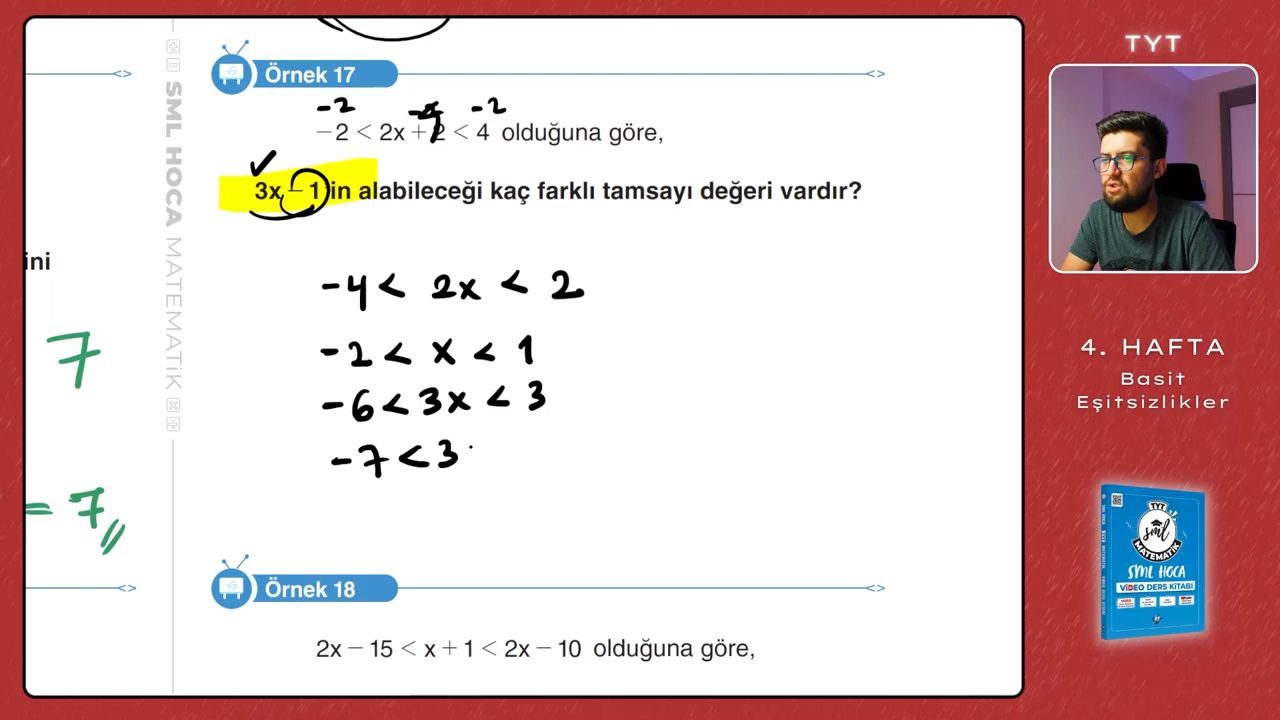 TYT
Örnek 17
-2 -2 -2
−2 < 2x + 2 < 4 olduğuna göre,
3x − 1 in alabileceği kaç farklı tamsayı değeri vardır?
-4 < 2x < 2
-2 < x < 1
-6 < 3x < 3
-7 < 3
ini
7
= 7
SML HOCA MATEMATİK
Örnek 18
2x − 15 < x + 1 < 2x − 10 olduğuna göre,
4. HAFTA
Basit
Eşitsizlikler
TYT
sml
MATEMATİK
SML HOCA
VİDEO DERS KİTABI